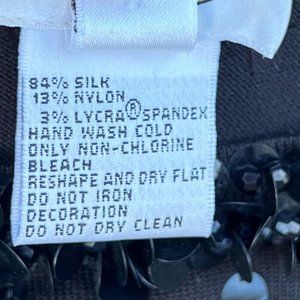 84% SILK
13% NYLON
3% LYCRA® SPANDEX
HAND WASH COLD
ONLY NON-CHLORINE
BLEACH
RESHAPE AND DRY FLAT
DO NOT IRON
DECORATION
DO NOT DRY CLEAN